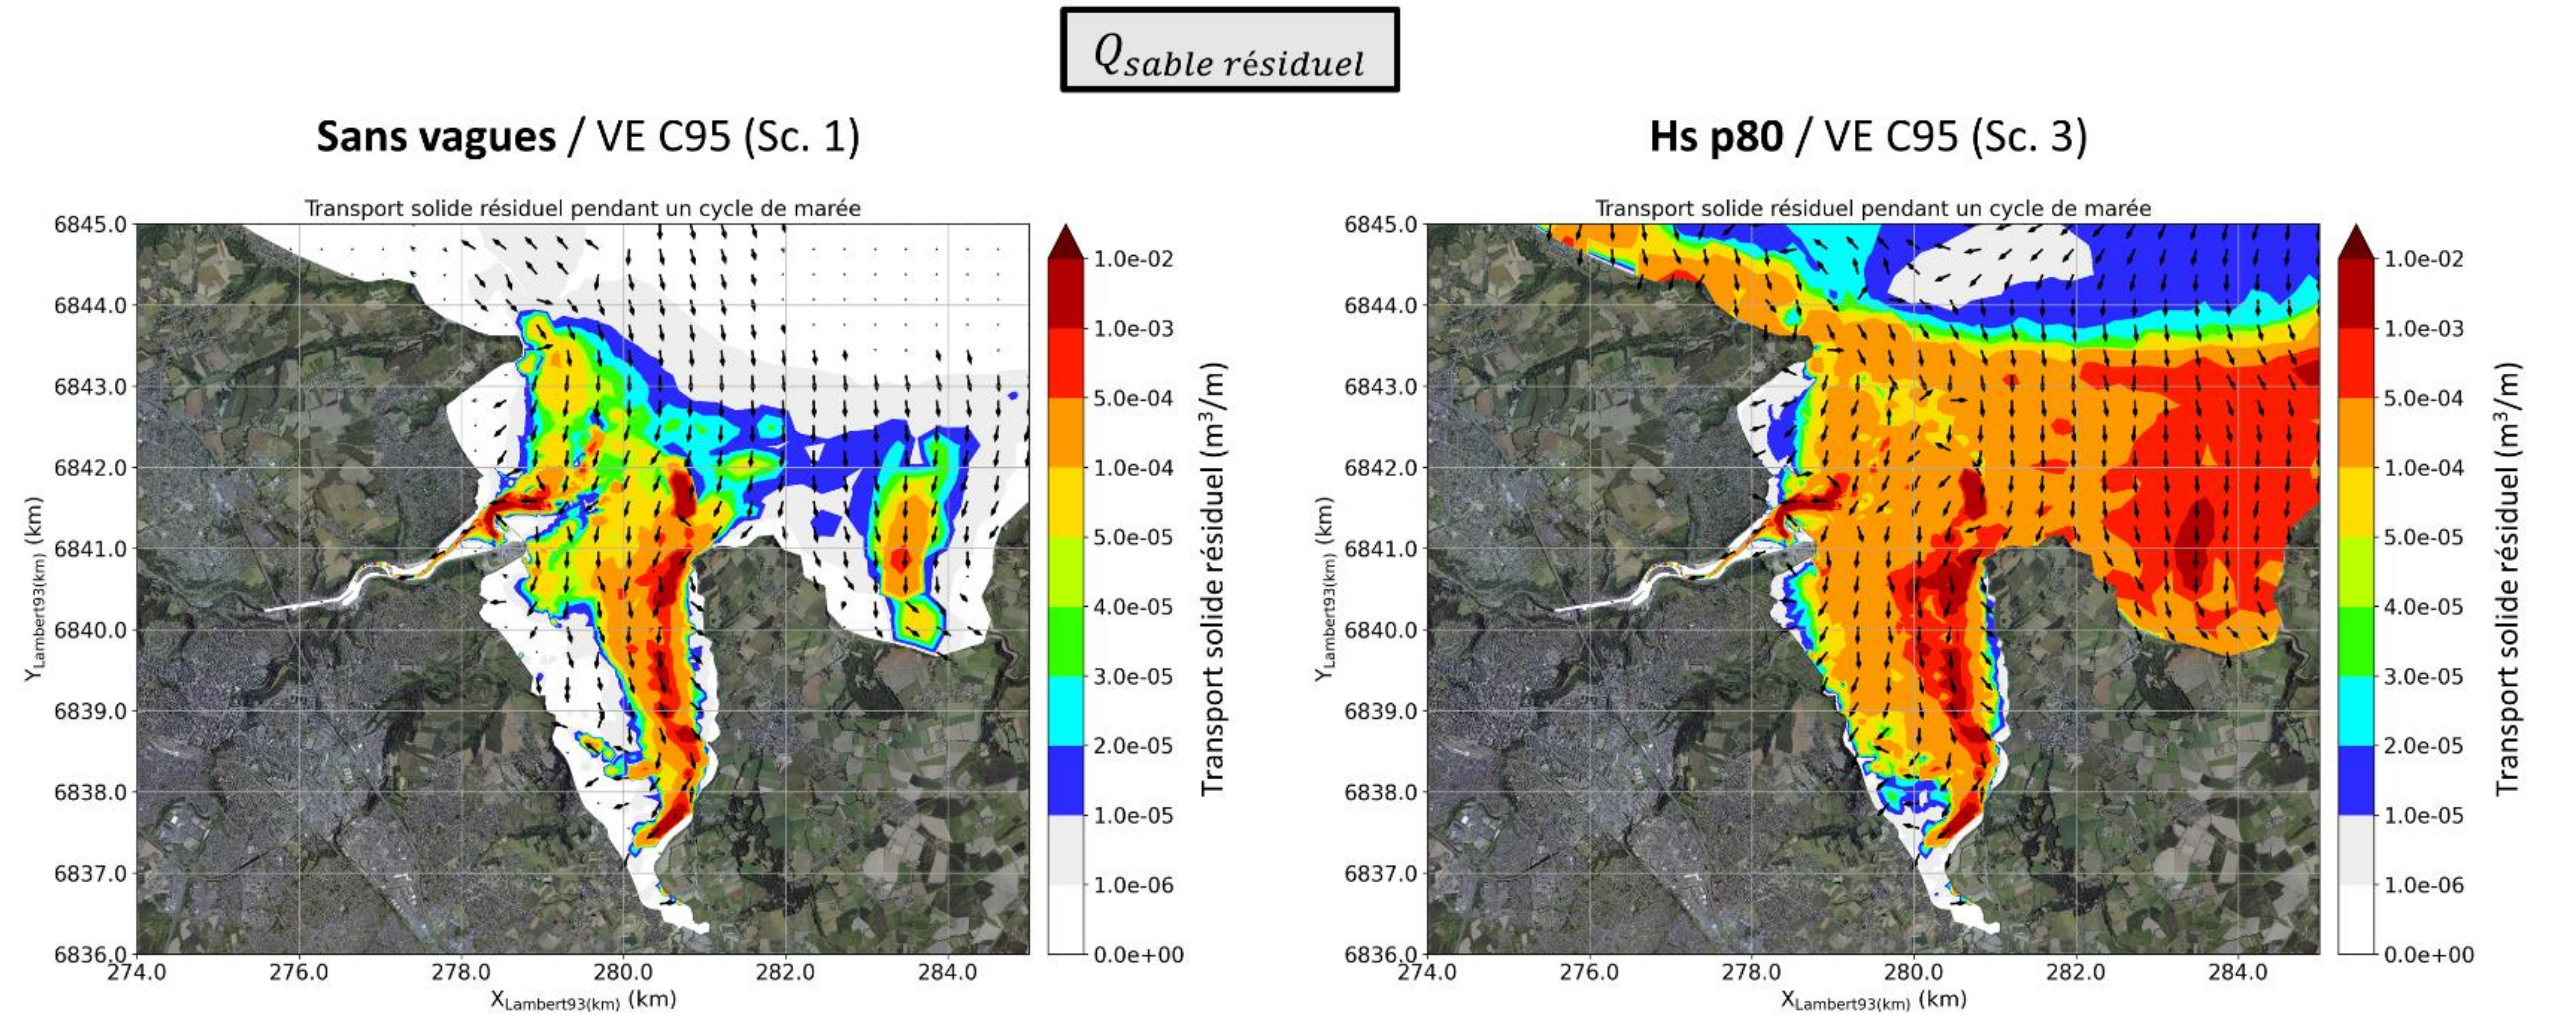 Q_sable résiduel
Sans vagues / VE C95 (Sc. 1)
Hs p80 / VE C95 (Sc. 3)
Transport solide résiduel pendant un cycle de marée
6845.0
6844.0
6843.0
6842.0
6841.0
6840.0
6839.0
6838.0
6837.0
6836.0
Y_Lambert93(km) (km)
274.0 276.0 278.0 280.0 282.0 284.0
X_Lambert93(km) (km)
1.0e-02
1.0e-03
5.0e-04
1.0e-04
5.0e-05
4.0e-05
3.0e-05
2.0e-05
1.0e-05
1.0e-06
0.0e+00
Transport solide résiduel (m³/m)
Transport solide résiduel pendant un cycle de marée
6845.0
6844.0
6843.0
6842.0
6841.0
6840.0
6839.0
6838.0
6837.0
6836.0
Y_Lambert93(km) (km)
274.0 276.0 278.0 280.0 282.0 284.0
X_Lambert93(km) (km)
1.0e-02
1.0e-03
5.0e-04
1.0e-04
5.0e-05
4.0e-05
3.0e-05
2.0e-05
1.0e-05
1.0e-06
0.0e+00
Transport solide résiduel (m³/m)